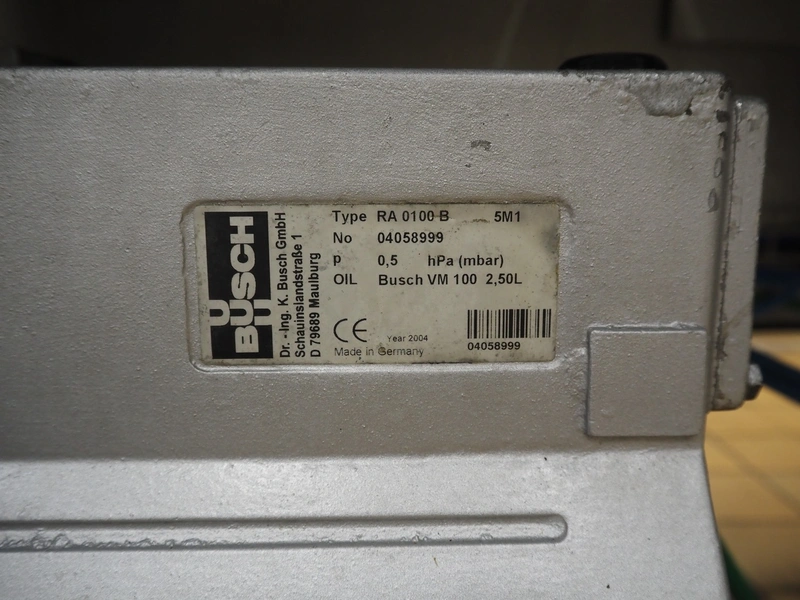 BUSCH
Dr. -Ing. K. Busch GmbH
Schauinslandstraße 1
D 79689 Maulburg
Type RA 0100 B 5M1
No 04058999
p 0,5 hPa (mbar)
OIL Busch VM 100 2,50L
CE Year 2004
Made in Germany
04058999